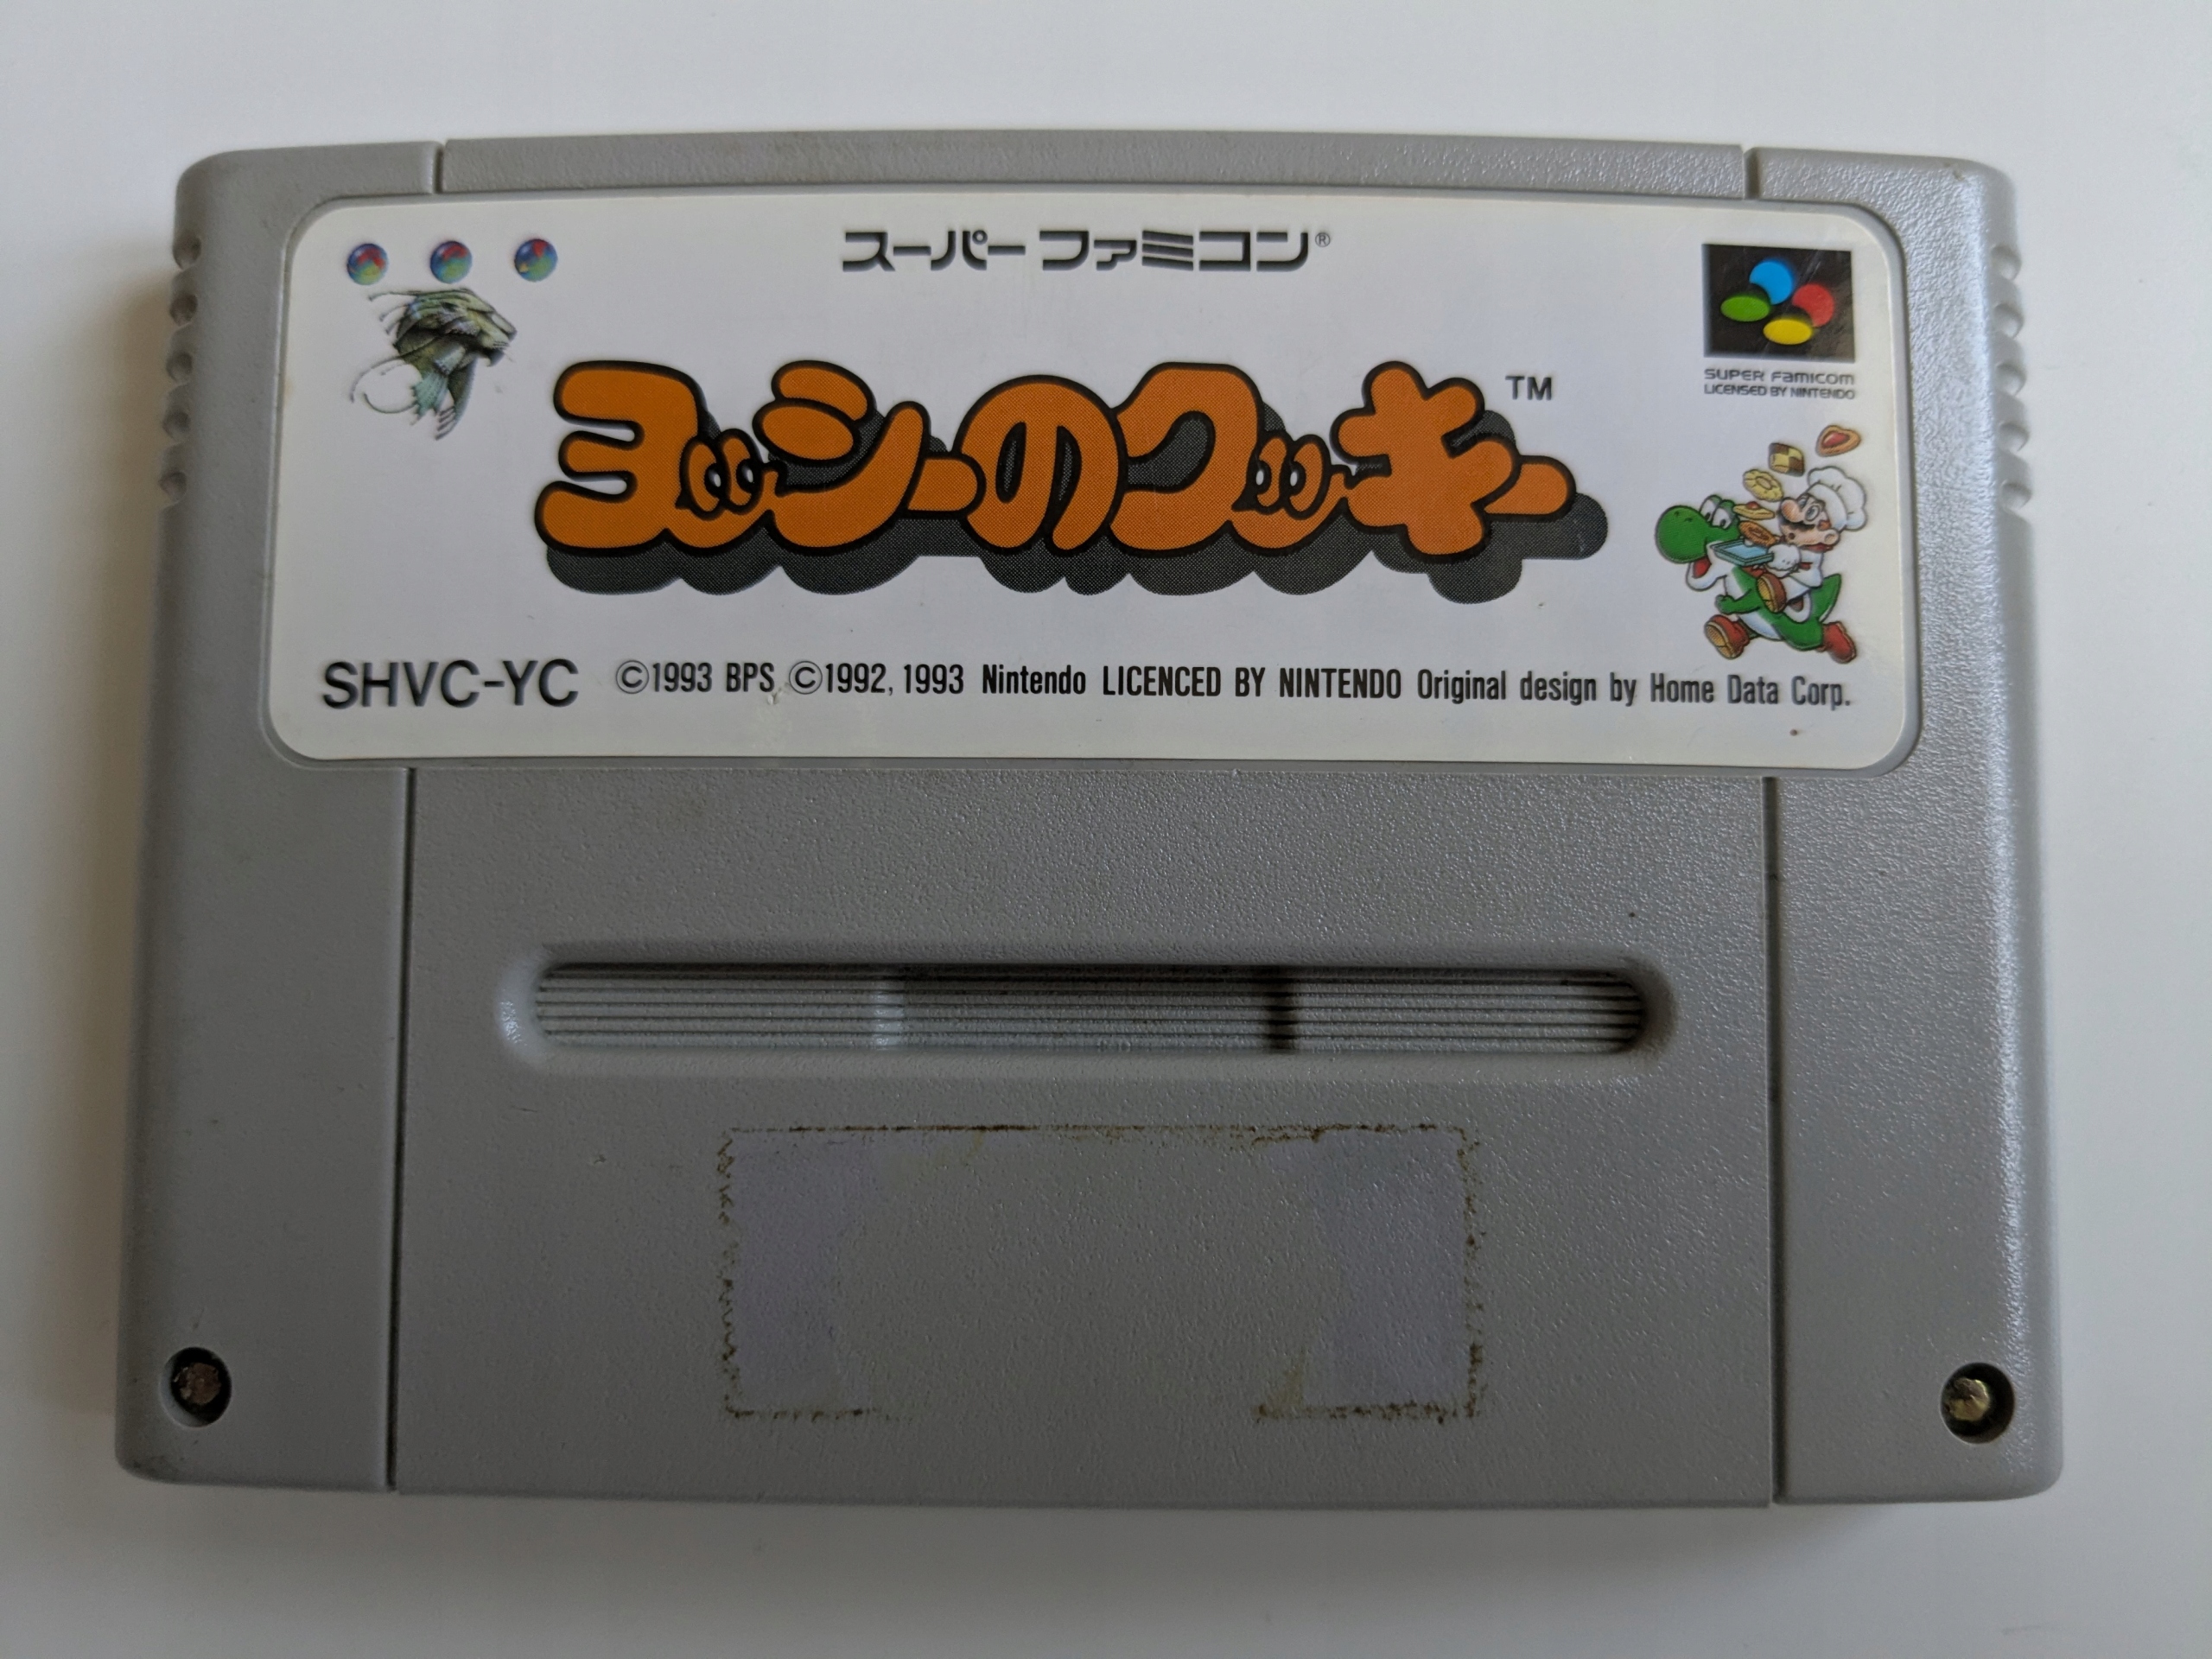 スーパーファミコン®
SUPER FAMICOM
LICENSED BY NINTENDO
ヨッシーのクッキー™
SHVC-YC ©1993 BPS ©1992, 1993 Nintendo LICENCED BY NINTENDO Original design by Home Data Corp.